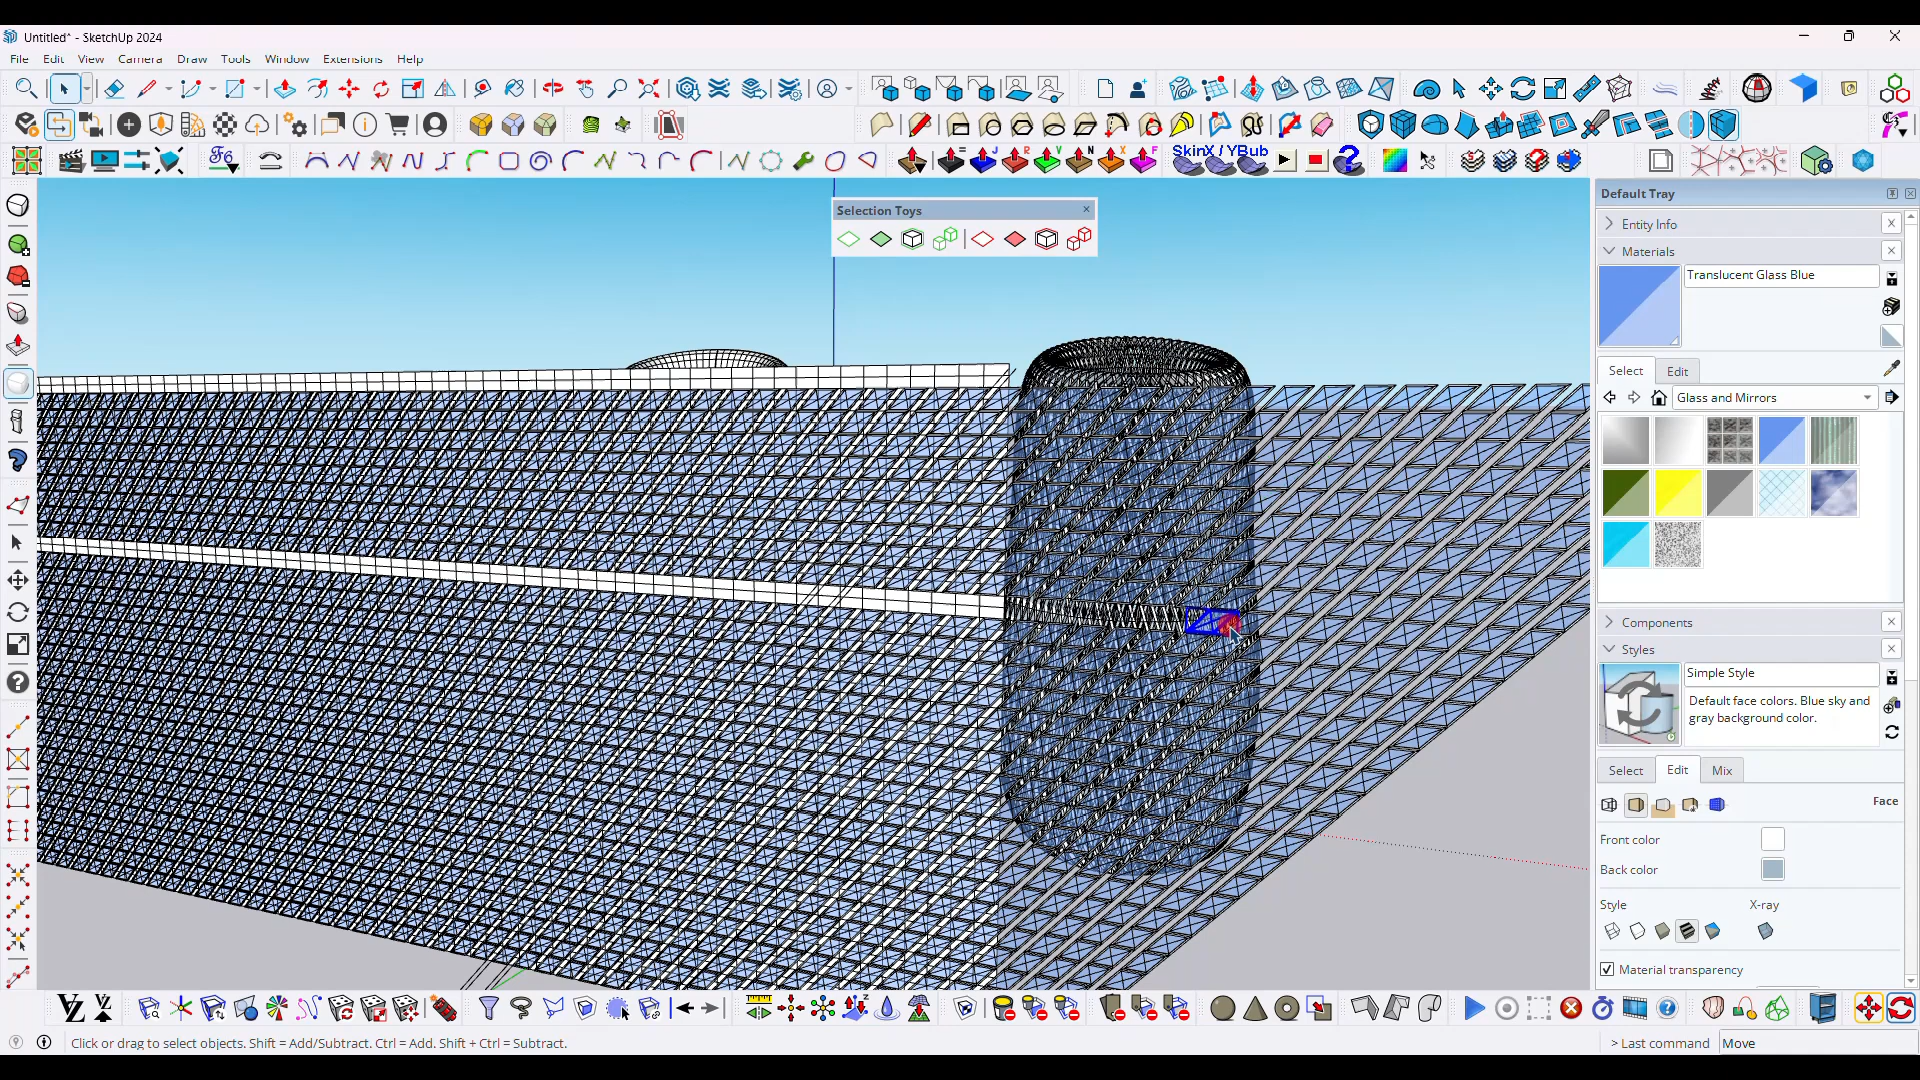 Untitled* - SketchUp 2024
File Edit View Camera Draw Tools Window Extensions Help
SkinX / YBub
Default Tray
Selection Toys
Entity Info
Materials
Translucent Glass Blue
Select Edit
Glass and Mirrors
Components
Styles
Simple Style
Default face colors. Blue sky and
gray background color.
Select Edit Mix
Face
Front color
Back color
Style X-ray
Material transparency
Click or drag to select objects. Shift = Add/Subtract. Ctrl = Add. Shift + Ctrl = Subtract.
> Last command Move